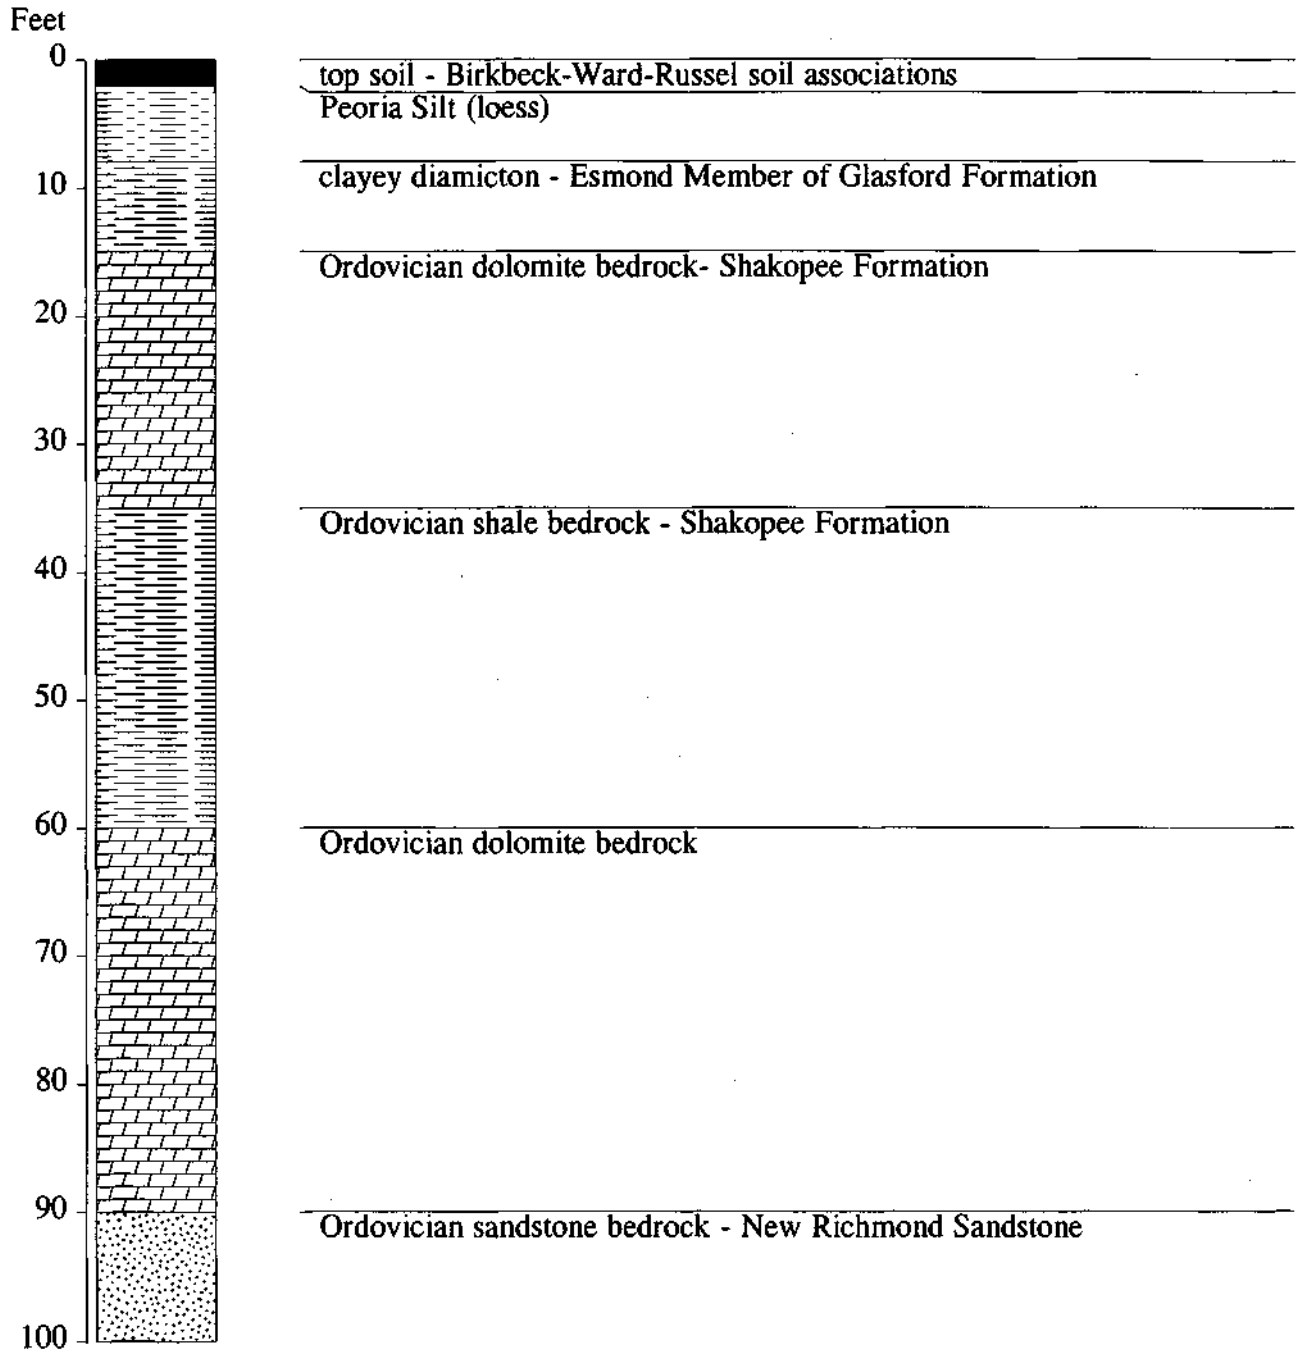 Feet
0
top soil - Birkbeck-Ward-Russel soil associations
Peoria Silt (loess)
clayey diamicton - Esmond Member of Glasford Formation
10
Ordovician dolomite bedrock- Shakopee Formation
20
30
Ordovician shale bedrock - Shakopee Formation
40
50
60
Ordovician dolomite bedrock
70
80
90
Ordovician sandstone bedrock - New Richmond Sandstone
100